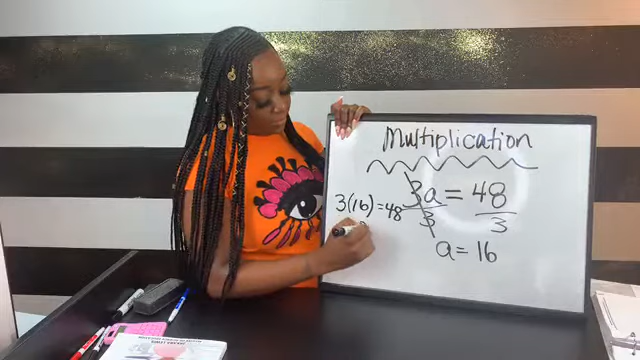 Multiplication
3a = 48
3 3
3(16) = 48
a = 16